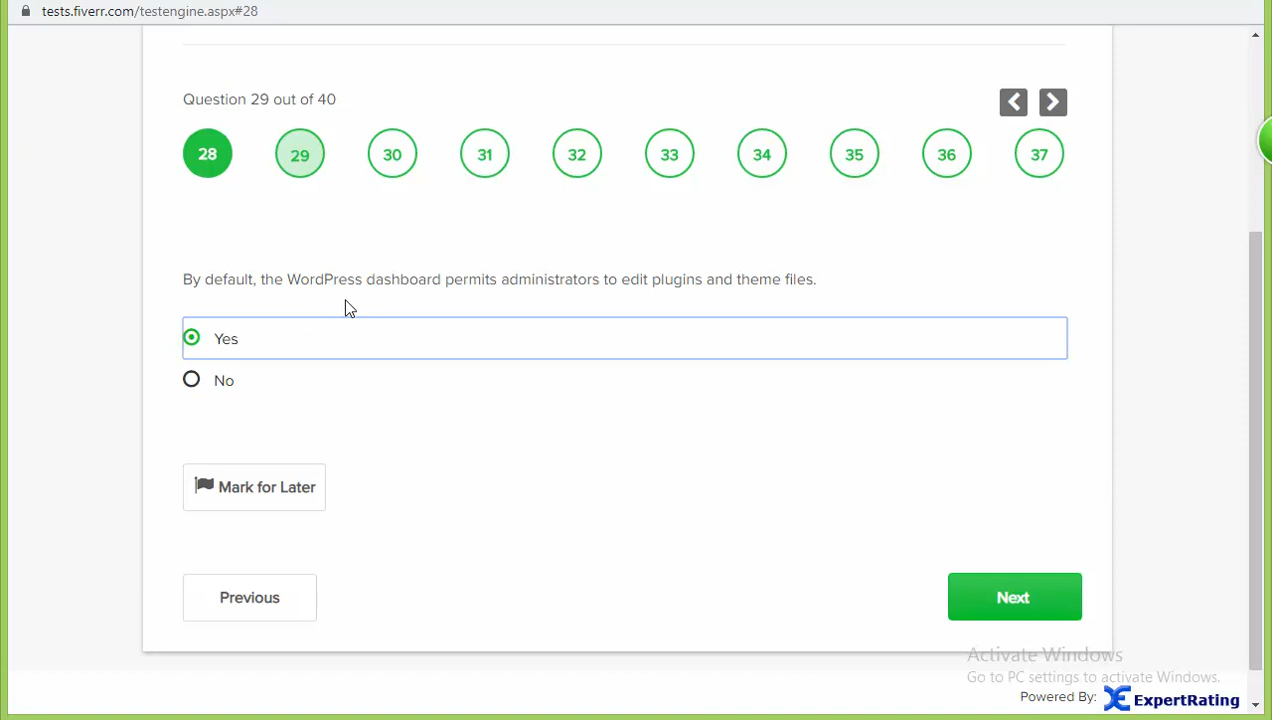 tests.fiverr.com/testengine.aspx#28
Question 29 out of 40
28 29 30 31 32 33 34 35 36 37
By default, the WordPress dashboard permits administrators to edit plugins and theme files.
Yes
No
Mark for Later
Previous
Next
Activate Windows
Go to PC settings to activate Windows.
Powered By: ExpertRating